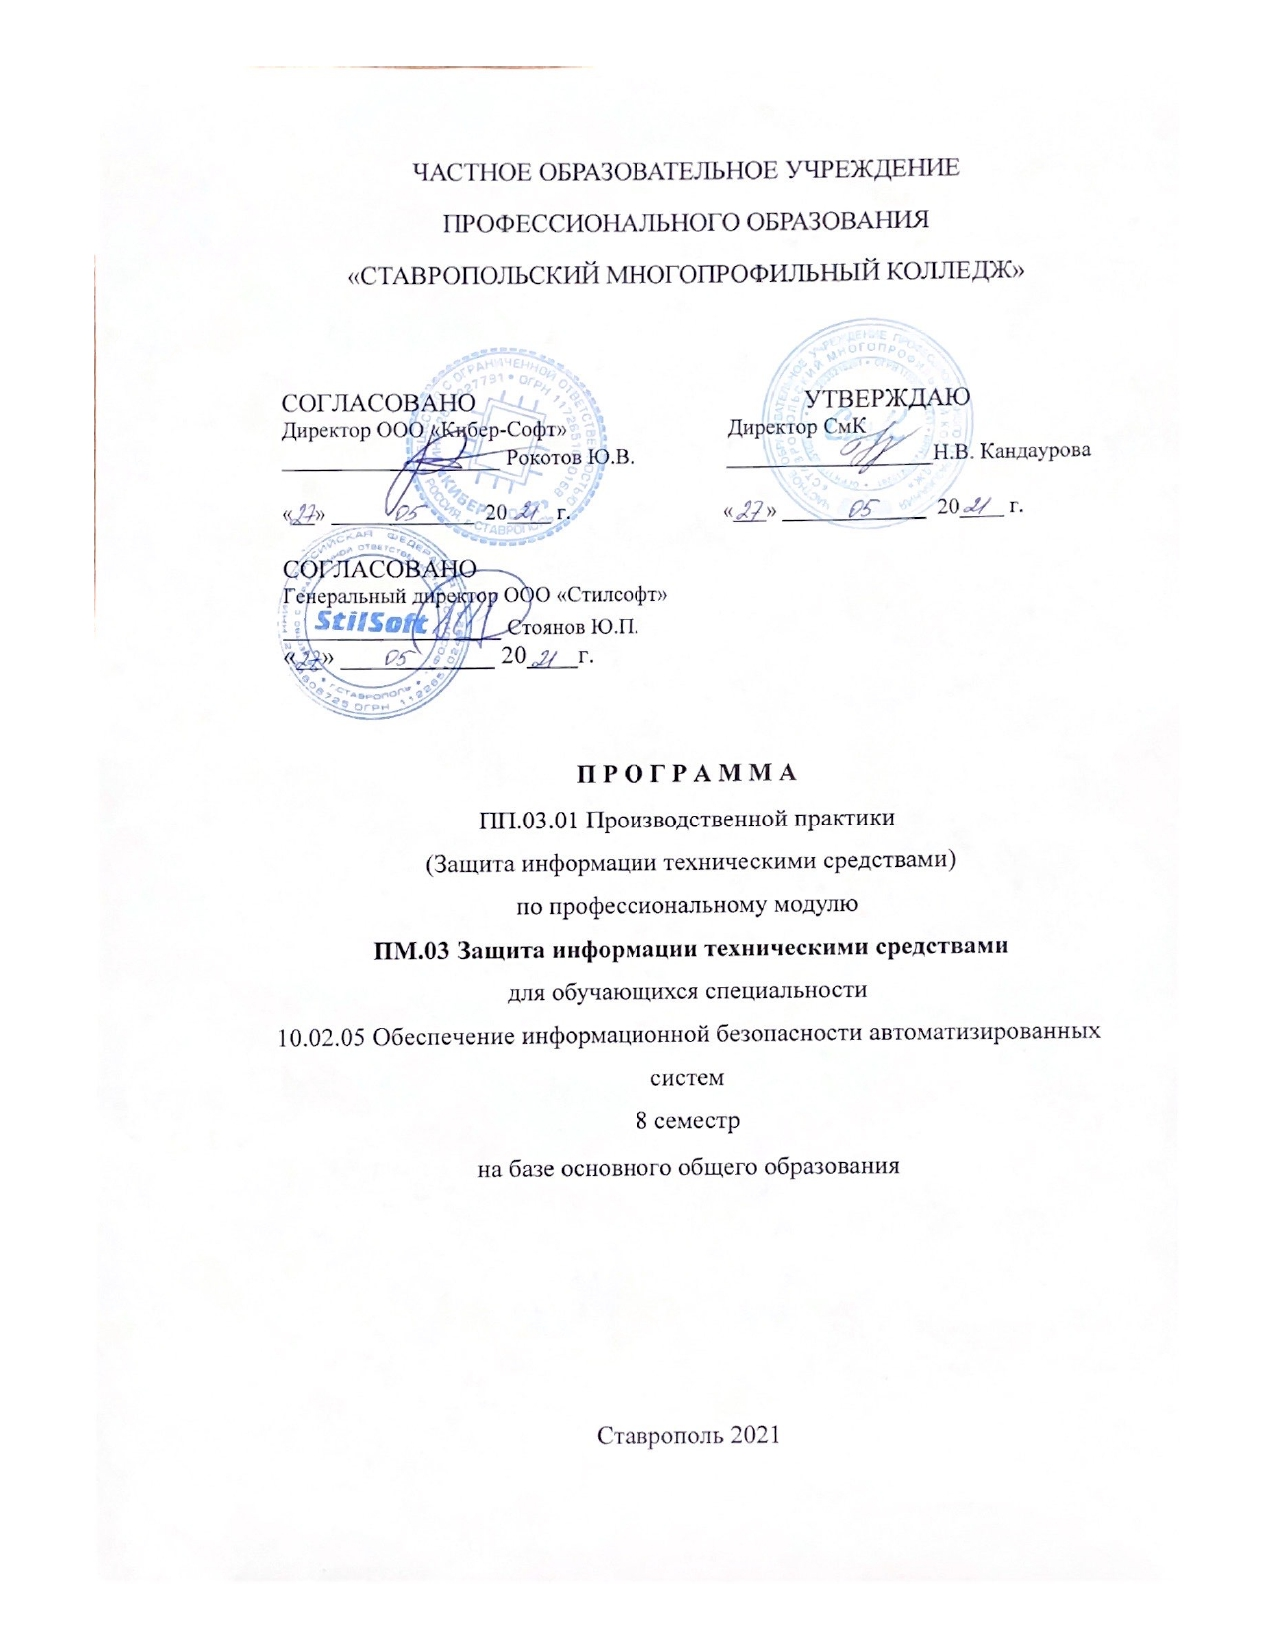 ЧАСТНОЕ ОБРАЗОВАТЕЛЬНОЕ УЧРЕЖДЕНИЕ
ПРОФЕССИОНАЛЬНОГО ОБРАЗОВАНИЯ
«СТАВРОПОЛЬСКИЙ МНОГОПРОФИЛЬНЫЙ КОЛЛЕДЖ»
СОГЛАСОВАНО
Директор ООО «Кибер-Софт»
Рокотов Ю.В.
«27» 05 2021 г.
УТВЕРЖДАЮ
Директор СмК
Н.В. Кандаурова
«27» 05 2021 г.
СОГЛАСОВАНО
Генеральный директор ООО «Стилсофт»
StilSoft
Стоянов Ю.П.
«27» 05 2021 г.
П Р О Г Р А М М А
ПП.03.01 Производственной практики
(Защита информации техническими средствами)
по профессиональному модулю
ПМ.03 Защита информации техническими средствами
для обучающихся специальности
10.02.05 Обеспечение информационной безопасности автоматизированных
систем
8 семестр
на базе основного общего образования
Ставрополь 2021